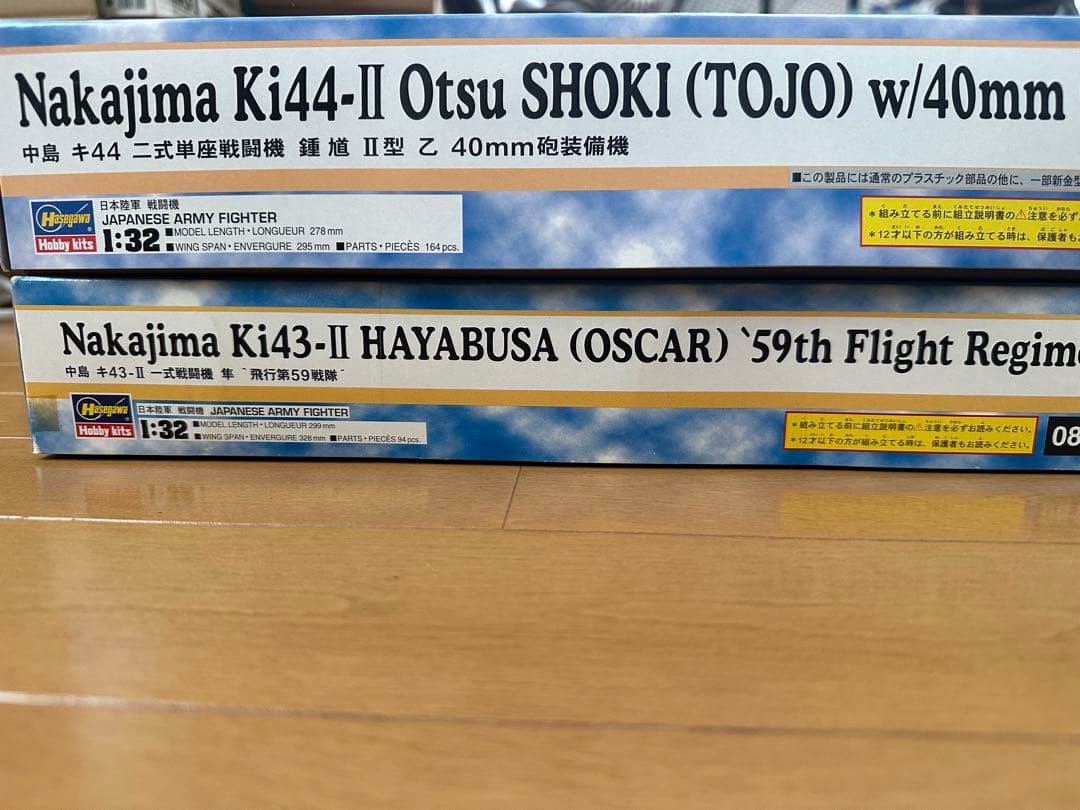 Nakajima Ki44-II Otsu SHOKI (TOJO) w/40mm
中島 キ44 二式単座戦闘機 鍾馗 II型 乙 40mm砲装備機
■この製品には通常のプラスチック部品の他に、一部新金型
Hasegawa
Hobby kits
日本陸軍 戦闘機
JAPANESE ARMY FIGHTER
1:32
■MODEL LENGTH・LONGUEUR 278mm
■WING SPAN・ENVERGURE 295mm ■PARTS・PIECÈS 164pcs.
*組み立てる前に組立説明書の⚠注意を必ず
*12才以下の方が組み立てる時は、保護者も
Nakajima Ki43-II HAYABUSA (OSCAR) `59th Flight Regime
中島 キ43-II 一式戦闘機 隼 `飛行第59戦隊´
Hasegawa
Hobby kits
日本陸軍 戦闘機 JAPANESE ARMY FIGHTER
1:32
■MODEL LENGTH・LONGUEUR 299mm
■WING SPAN・ENVERGURE 328mm ■PARTS・PIECÈS 94pcs.
*組み立てる前に組立説明書の⚠注意を必ずお読みください。
*12才以下の方が組み立てる時は、保護者もお読みください。
08